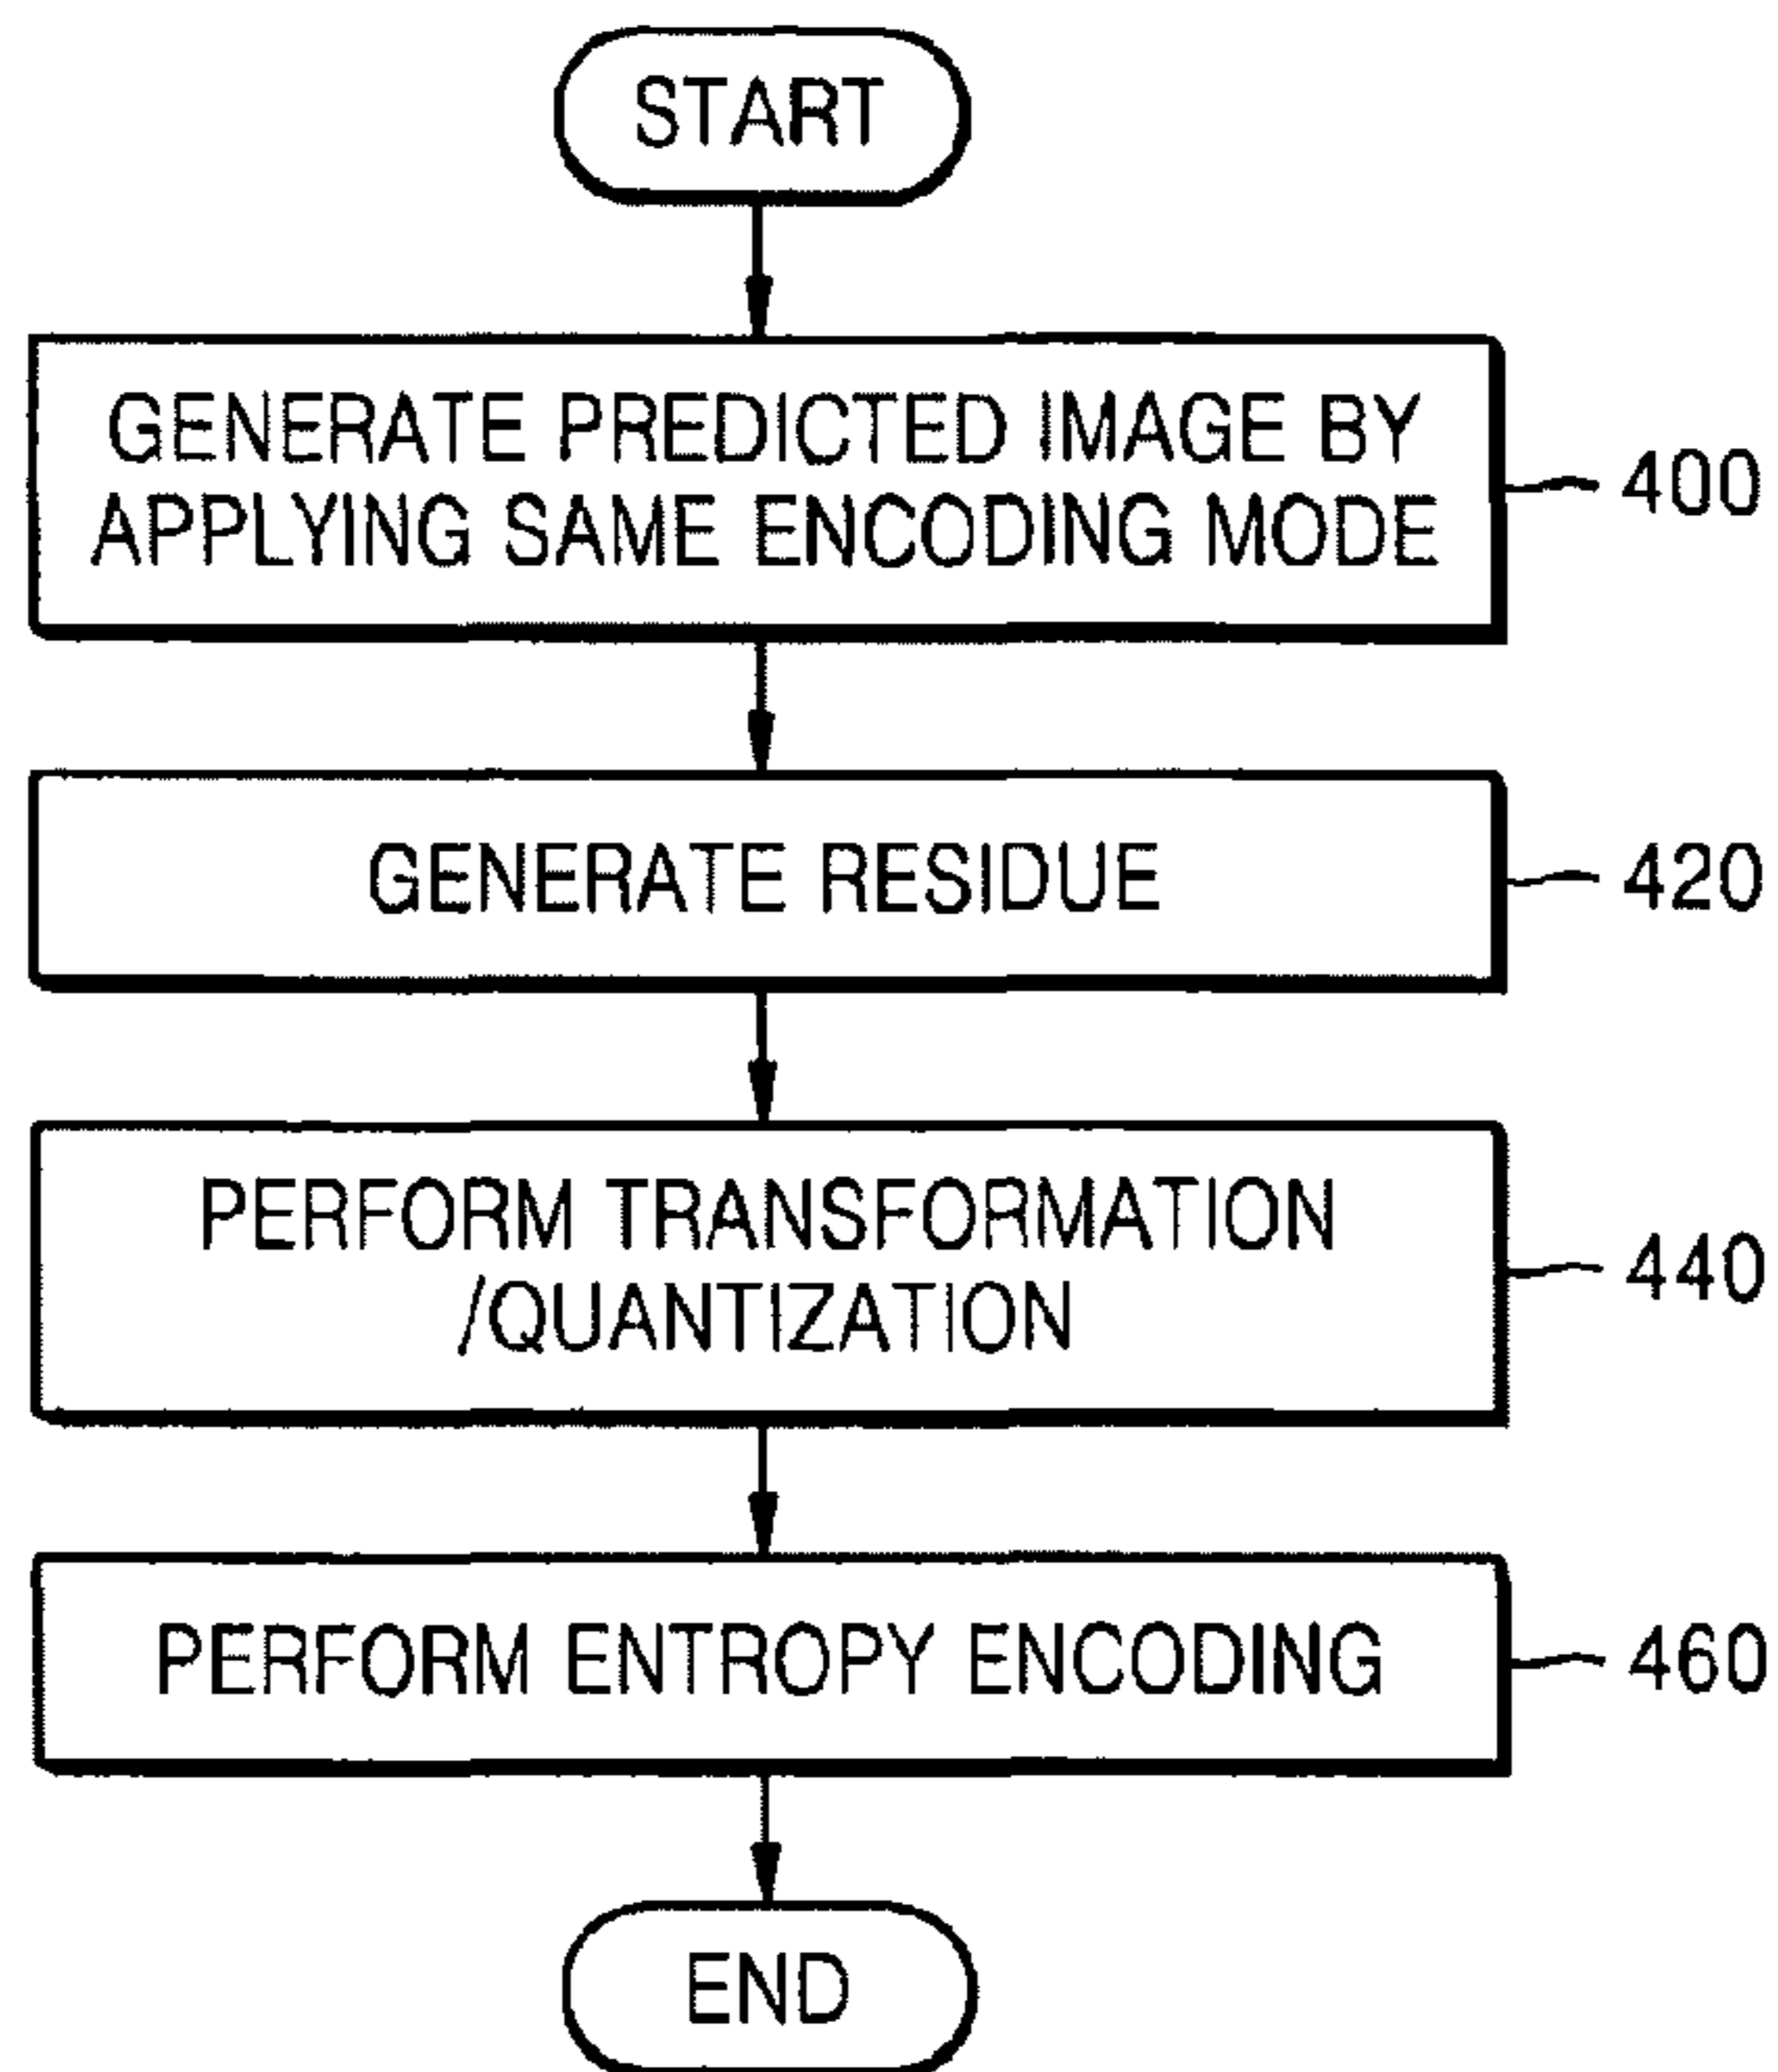 START
GENERATE PREDICTED IMAGE BY
APPLYING SAME ENCODING MODE
400
GENERATE RESIDUE
420
PERFORM TRANSFORMATION
/QUANTIZATION
440
PERFORM ENTROPY ENCODING
460
END